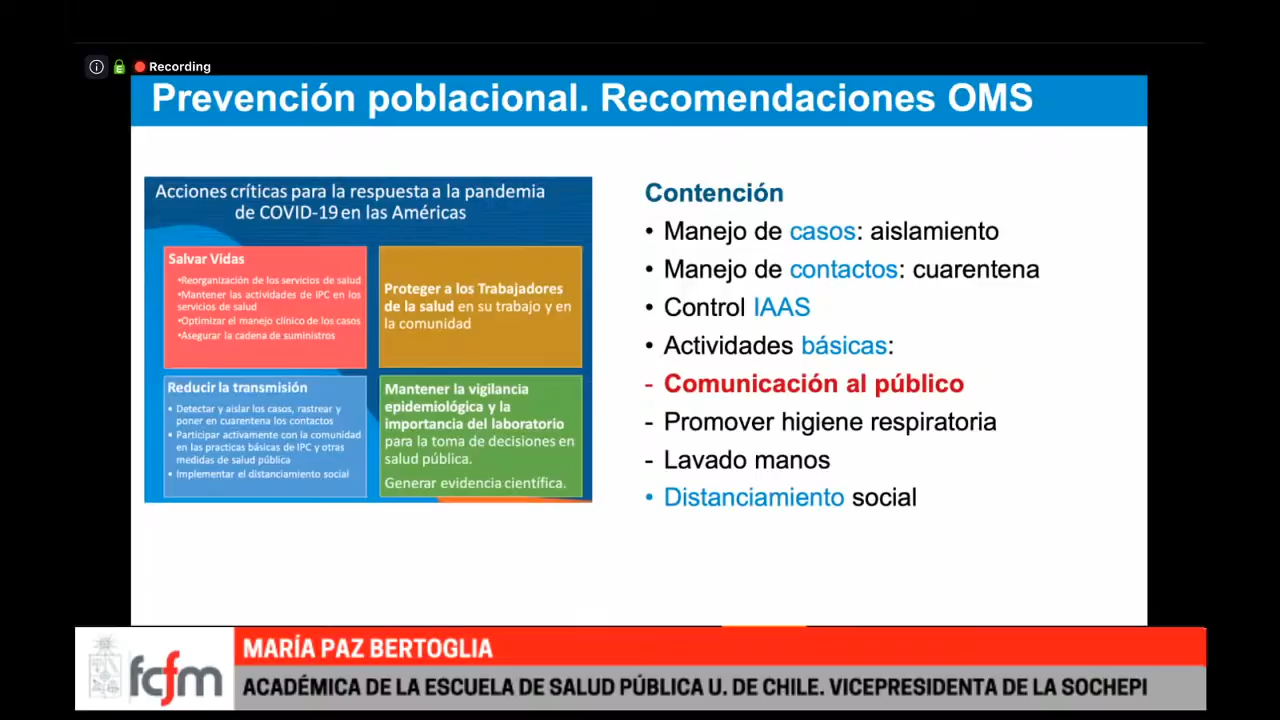 Recording
Prevención poblacional. Recomendaciones OMS
Acciones críticas para la respuesta a la pandemia
de COVID-19 en las Américas
Salvar Vidas
•Reorganización de los servicios de salud
•Mantener las actividades de IPC en los
servicios de salud
•Optimizar el manejo clínico de los casos
•Asegurar la cadena de suministros
Proteger a los Trabajadores
de la salud en su trabajo y en
la comunidad
Reducir la transmisión
• Detectar y aislar los casos, rastrear y
poner en cuarentena los contactos
• Participar activamente con la comunidad
en las practicas básicas de IPC y otras
medidas de salud pública
• Implementar el distanciamiento social
Mantener la vigilancia
epidemiológica y la
importancia del laboratorio
para la toma de decisiones en
salud pública.
Generar evidencia científica.
Contención
• Manejo de casos: aislamiento
• Manejo de contactos: cuarentena
• Control IAAS
• Actividades básicas:
- Comunicación al público
- Promover higiene respiratoria
- Lavado manos
• Distanciamiento social
fcfm
MARÍA PAZ BERTOGLIA
ACADÉMICA DE LA ESCUELA DE SALUD PÚBLICA U. DE CHILE. VICEPRESIDENTA DE LA SOCHEPI